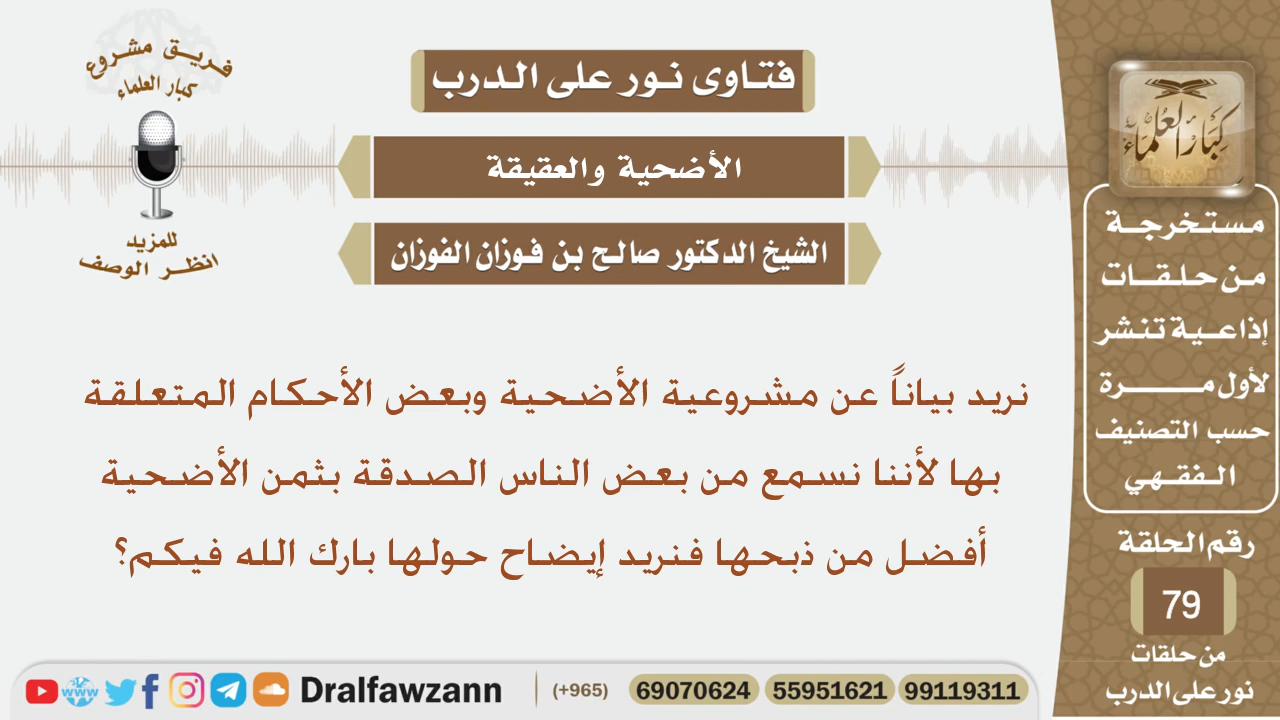 فتاوى نور على الدرب
الأضحية والعقيقة
الشيخ الدكتور صالح بن فوزان الفوزان
فريق مشروع
كبار العلماء
للمزيد
انظر الوصف
كبار العلماء
مستخرجة
من حلقات
إذاعية تنشر
لأول مرة
حسب التصنيف
الفقهي
رقم الحلقة
79
من حلقات
نور على الدرب
نريد بياناً عن مشروعية الأضحية وبعض الأحكام المتعلقة
بها لأننا نسمع من بعض الناس الصدقة بثمن الأضحية
أفضل من ذبحها فنريد إيضاح حولها بارك الله فيكم؟
www Dralfawzann (+965) 69070624 55951621 99119311